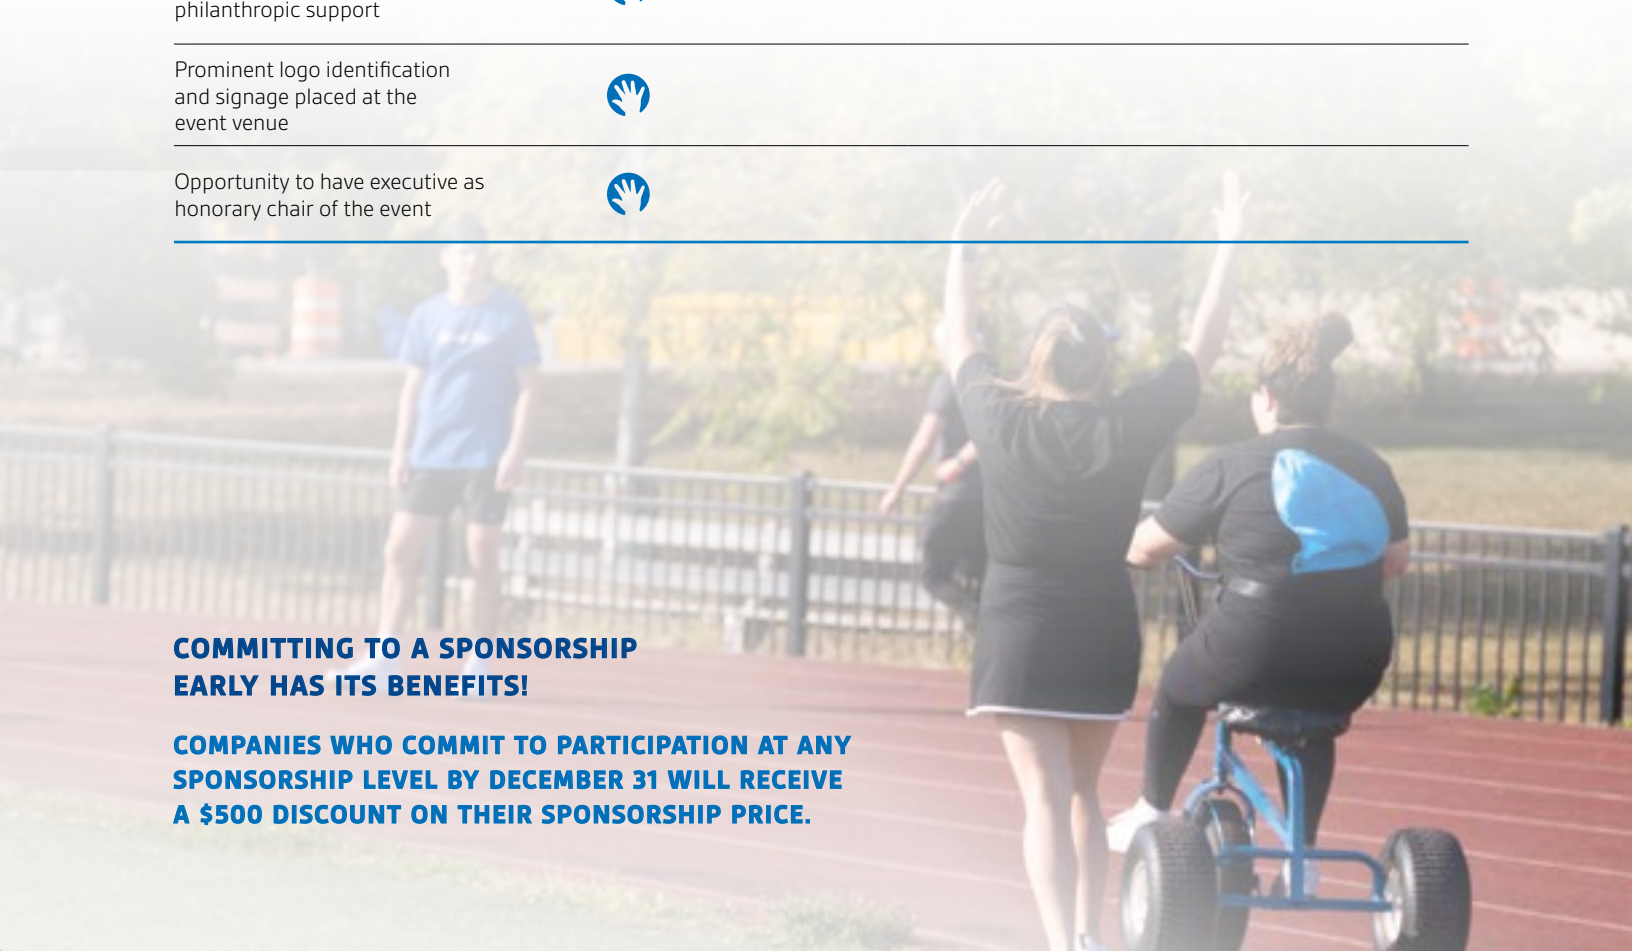 philanthropic support
Prominent logo identification
and signage placed at the
event venue
Opportunity to have executive as
honorary chair of the event
COMMITTING TO A SPONSORSHIP
EARLY HAS ITS BENEFITS!
COMPANIES WHO COMMIT TO PARTICIPATION AT ANY
SPONSORSHIP LEVEL BY DECEMBER 31 WILL RECEIVE
A $500 DISCOUNT ON THEIR SPONSORSHIP PRICE.